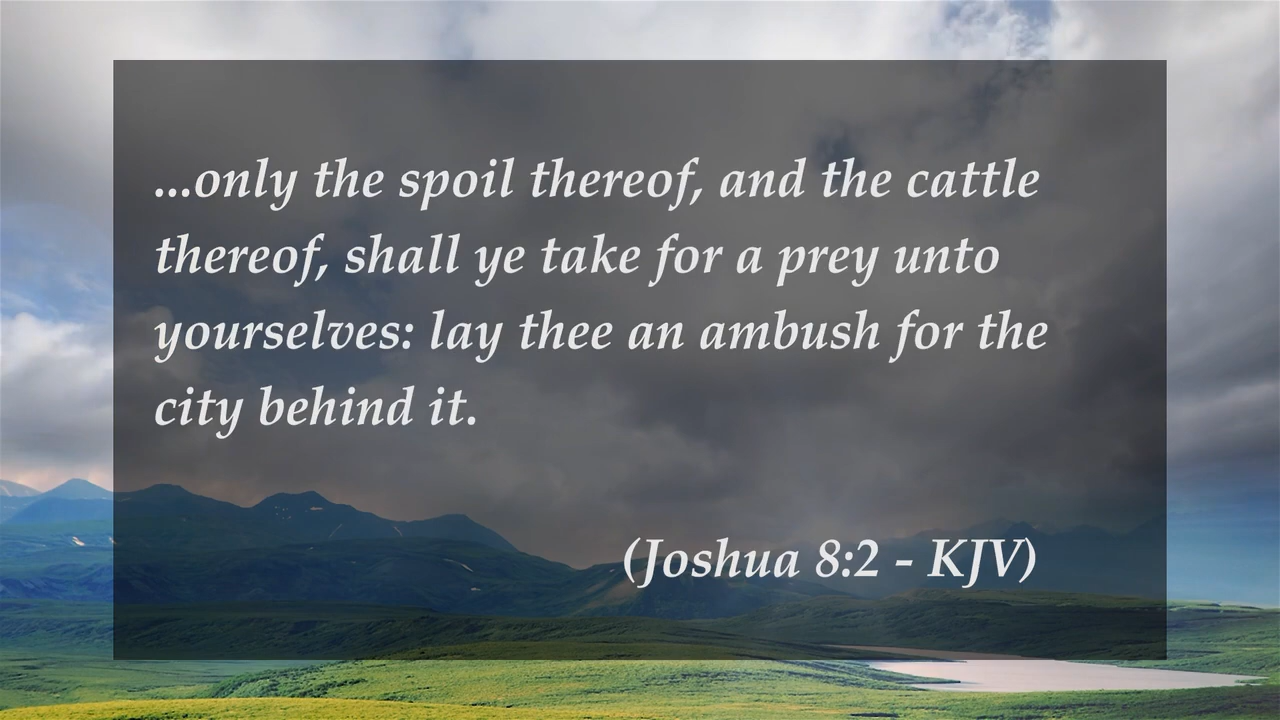 ...only the spoil thereof, and the cattle
thereof, shall ye take for a prey unto
yourselves: lay thee an ambush for the
city behind it.
(Joshua 8:2 - KJV)